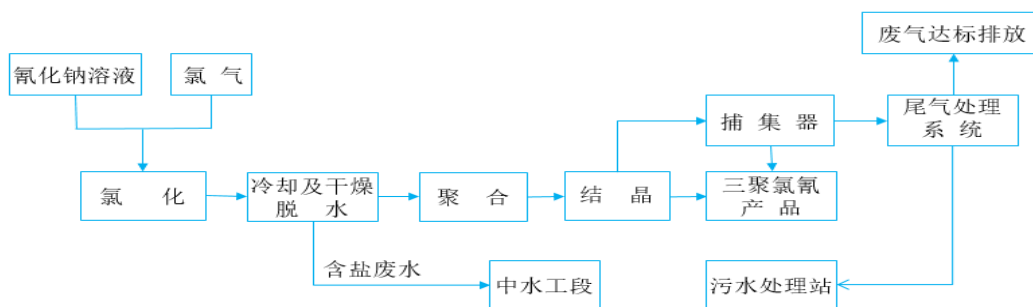 废气达标排放
氰化钠溶液
氯 气
捕 集 器
尾气处理
系 统
氯 化
冷却及干燥
脱 水
聚 合
结 晶
三聚氯氰
产 品
含盐废水
中水工段
污水处理站